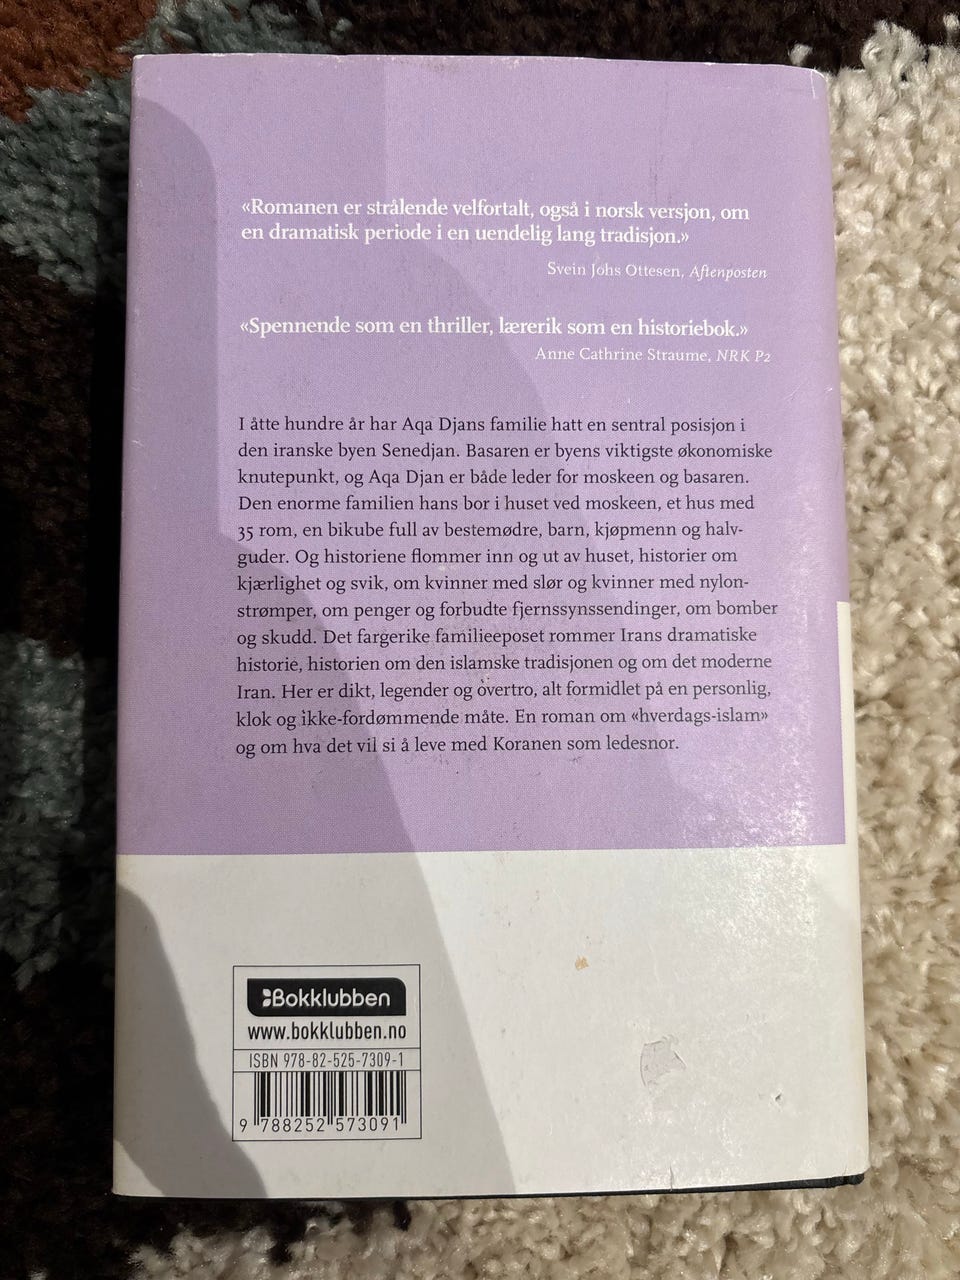 «Romanen er strålende velfortalt, også i norsk versjon, om
en dramatisk periode i en uendelig lang tradisjon.»
Svein Johs Ottesen, Aftenposten
«Spennende som en thriller, lærerik som en historiebok.»
Anne Cathrine Straume, NRK P2
I åtte hundre år har Aqa Djans familie hatt en sentral posisjon i
den iranske byen Senedjan. Basaren er byens viktigste økonomiske
knutepunkt, og Aqa Djan er både leder for moskeen og basaren.
Den enorme familien hans bor i huset ved moskeen, et hus med
35 rom, en bikube full av bestemødre, barn, kjøpmenn og halv-
guder. Og historiene flommer inn og ut av huset, historier om
kjærlighet og svik, om kvinner med slør og kvinner med nylon-
strømper, om penger og forbudte fjernssynssendinger, om bomber
og skudd. Det fargerike familieeposet rommer Irans dramatiske
historie, historien om den islamske tradisjonen og om det moderne
Iran. Her er dikt, legender og overtro, alt formidlet på en personlig,
klok og ikke-fordømmende måte. En roman om «hverdags-islam»
og om hva det vil si å leve med Koranen som ledesnor.
Bokklubben
www.bokklubben.no
ISBN 978-82-525-7309-1
9 788252 573091